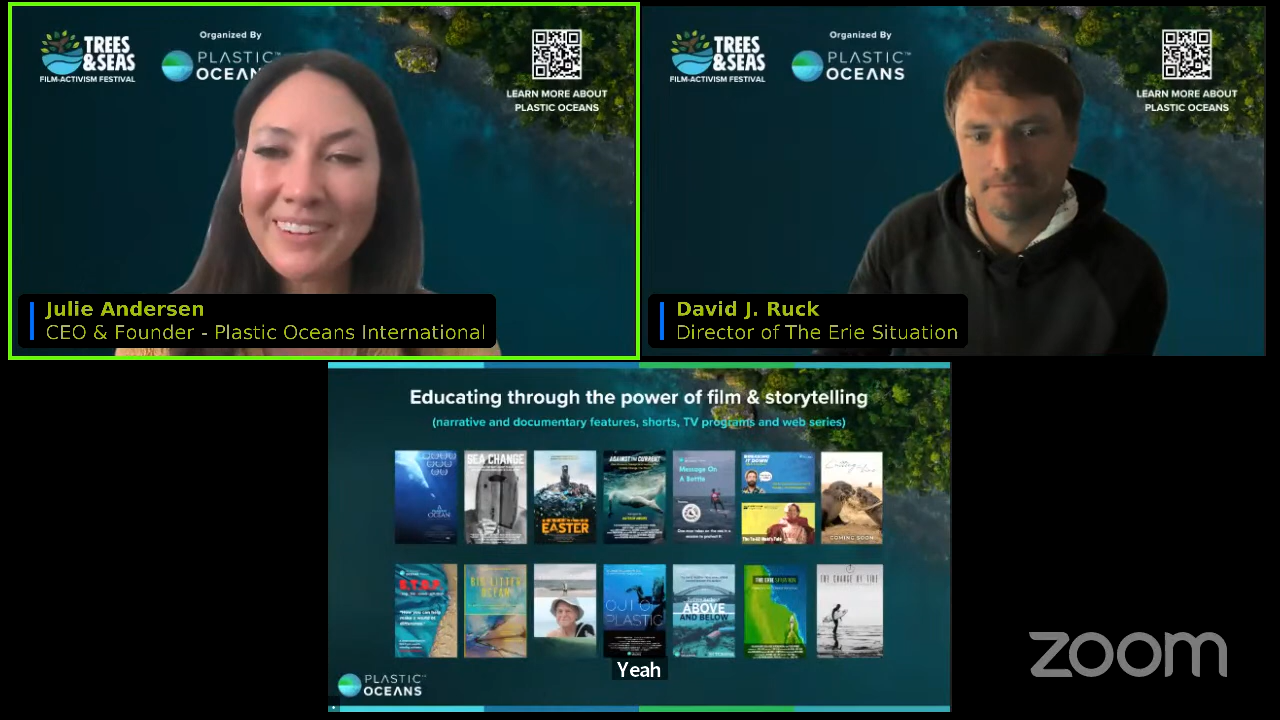 TREES
&SEAS
FILM-ACTIVISM FESTIVAL
Organized By
PLASTIC
OCEANS
LEARN MORE ABOUT
PLASTIC OCEANS
Julie Andersen
CEO & Founder - Plastic Oceans International
TREES
&SEAS
FILM-ACTIVISM FESTIVAL
Organized By
PLASTIC™
OCEANS
LEARN MORE ABOUT
PLASTIC OCEANS
David J. Ruck
Director of The Erie Situation
Educating through the power of film & storytelling
(narrative and documentary features, shorts, TV programs and web series)
OCEAN
SEA CHANGE
EASTER
AGAINST THE CURRENT
Message On
A Bottle
COMING SOON
OUT OF
PLASTIC
ABOVE
AND BELOW
Yeah
PLASTIC™
OCEANS
zoom